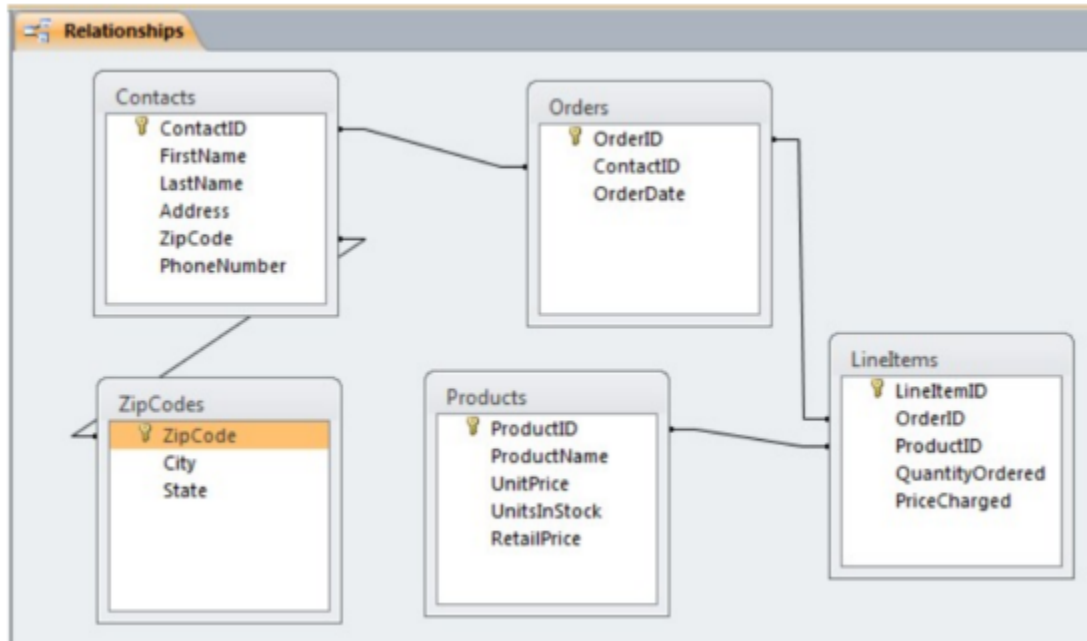 Relationships
Contacts
ContactID
FirstName
LastName
Address
ZipCode
PhoneNumber
Orders
OrderID
ContactID
OrderDate
ZipCodes
ZipCode
City
State
Products
ProductID
ProductName
UnitPrice
UnitsInStock
RetailPrice
LineItems
LineItemID
OrderID
ProductID
QuantityOrdered
PriceCharged